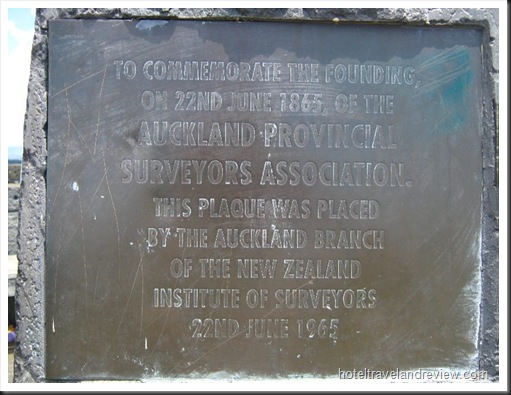 TO COMMEMORATE THE FOUNDING,
ON 22ND JUNE 1865, OF THE
AUCKLAND PROVINCIAL
SURVEYORS ASSOCIATION.
THIS PLAQUE WAS PLACED
BY THE AUCKLAND BRANCH
OF THE NEW ZEALAND
INSTITUTE OF SURVEYORS
22ND JUNE 1965
hoteltravelandreview.com